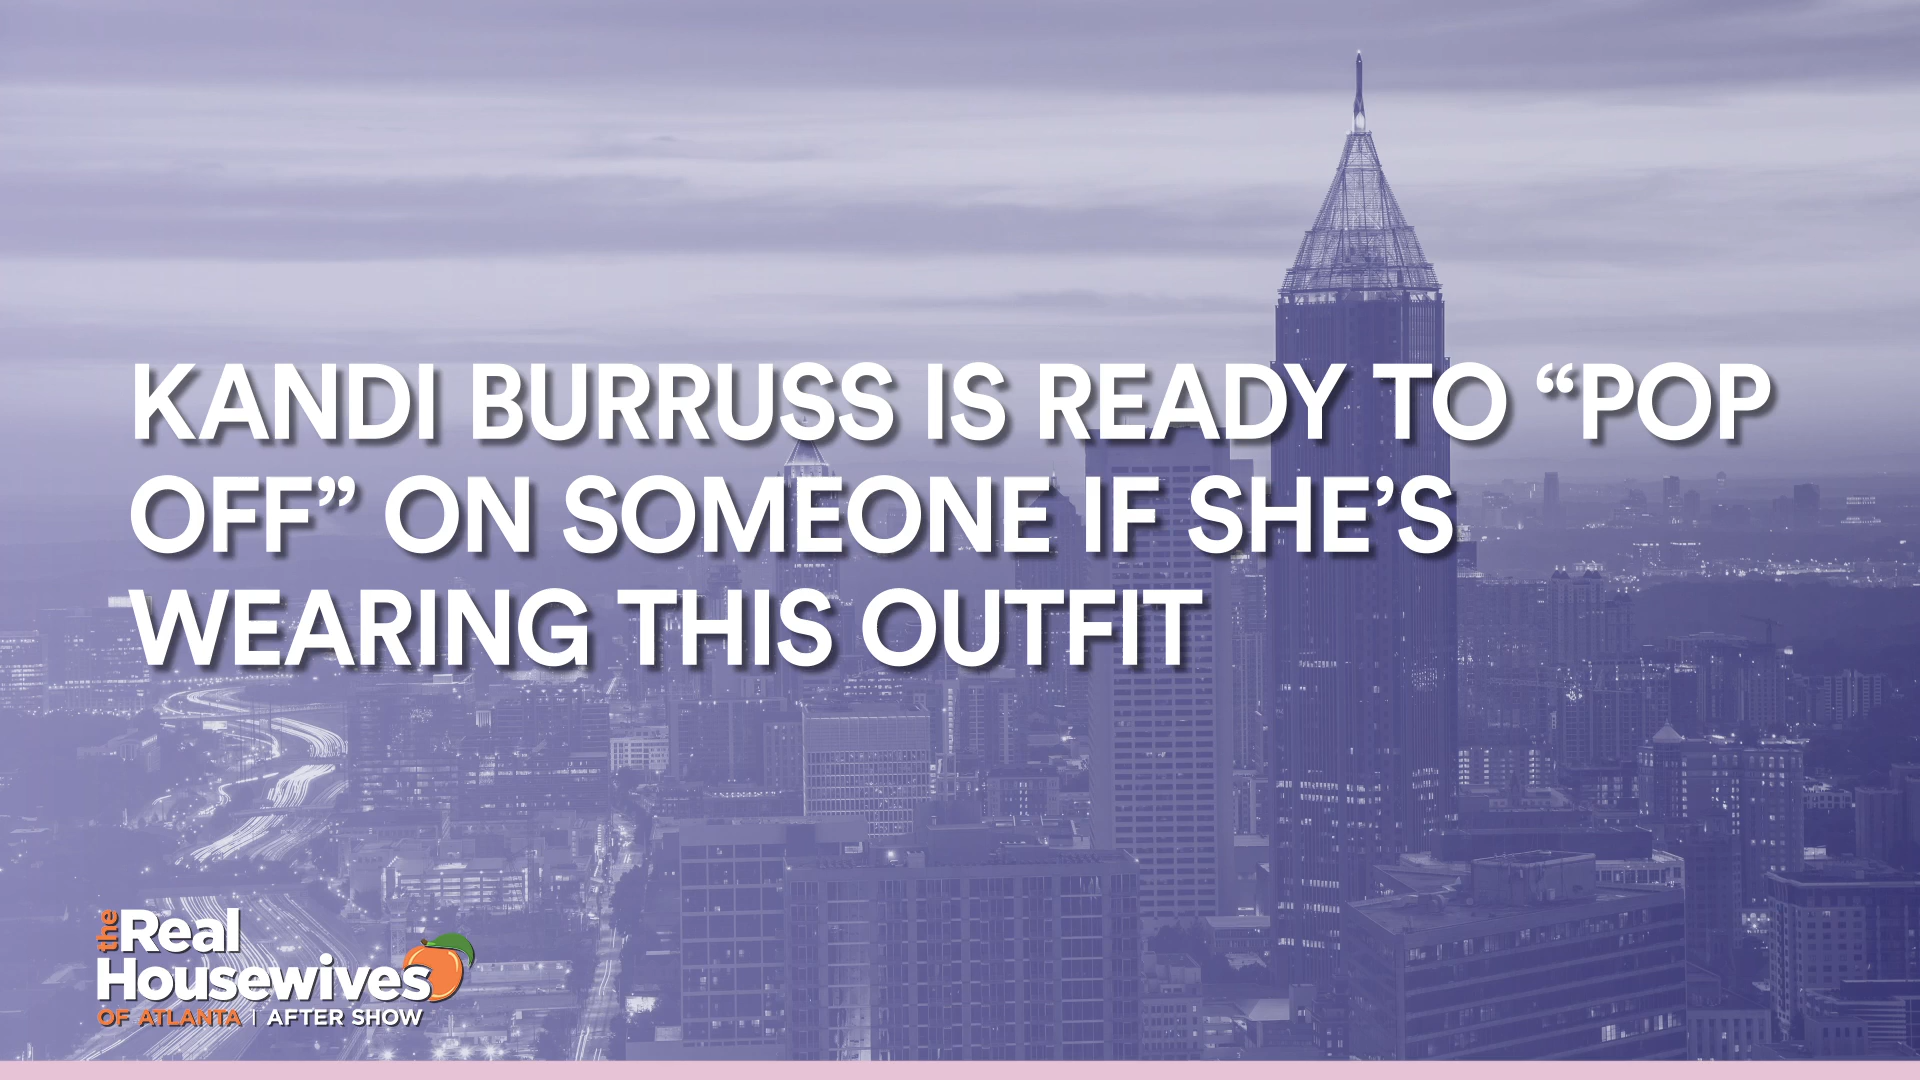 KANDI BURRUSS IS READY TO “POP
OFF” ON SOMEONE IF SHE’S
WEARING THIS OUTFIT
the Real
Housewives
OF ATLANTA | AFTER SHOW